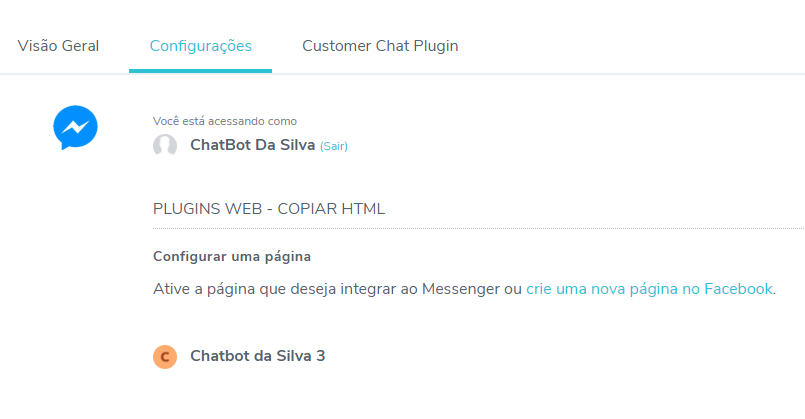 Visão Geral Configurações Customer Chat Plugin
Você está acessando como
ChatBot Da Silva (Sair)
PLUGINS WEB - COPIAR HTML
Configurar uma página
Ative a página que deseja integrar ao Messenger ou crie uma nova página no Facebook.
C Chatbot da Silva 3